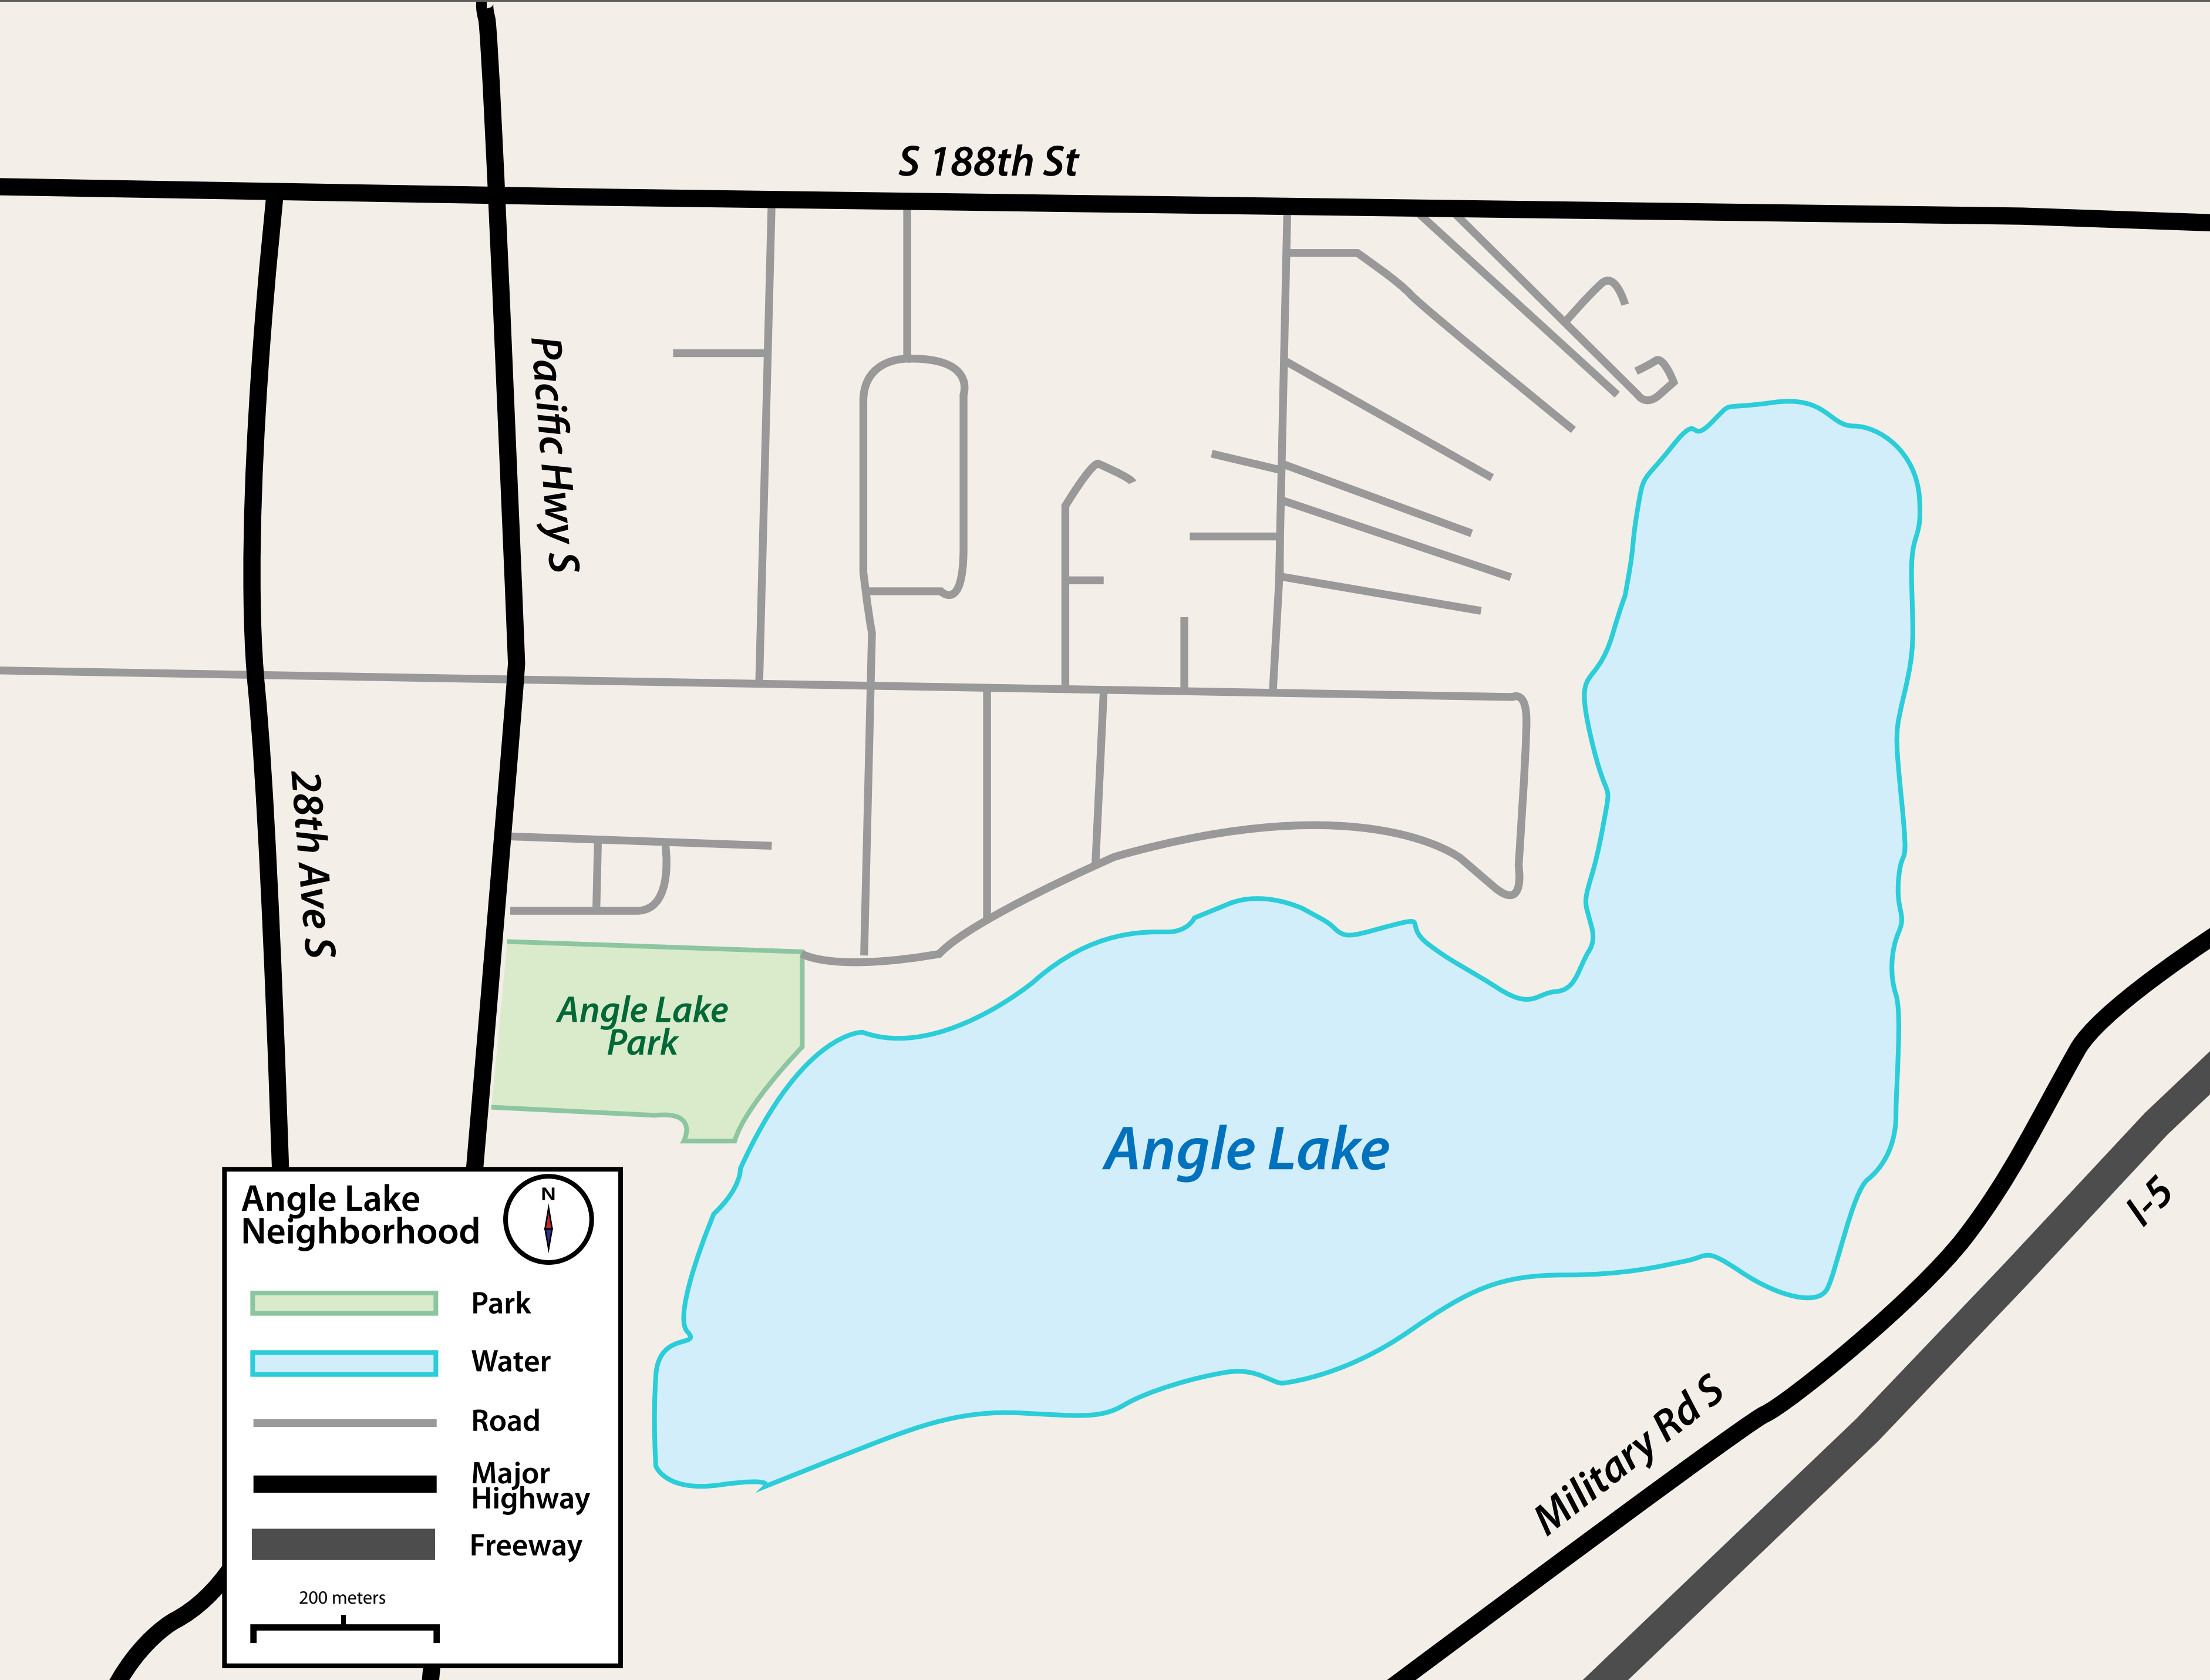 S 188th St
Pacific Hwy S
28th Ave S
Angle Lake
Park
Angle Lake
I-5
Military Rd S
Angle Lake
Neighborhood
N
Park
Water
Road
Major
Highway
Freeway
200 meters